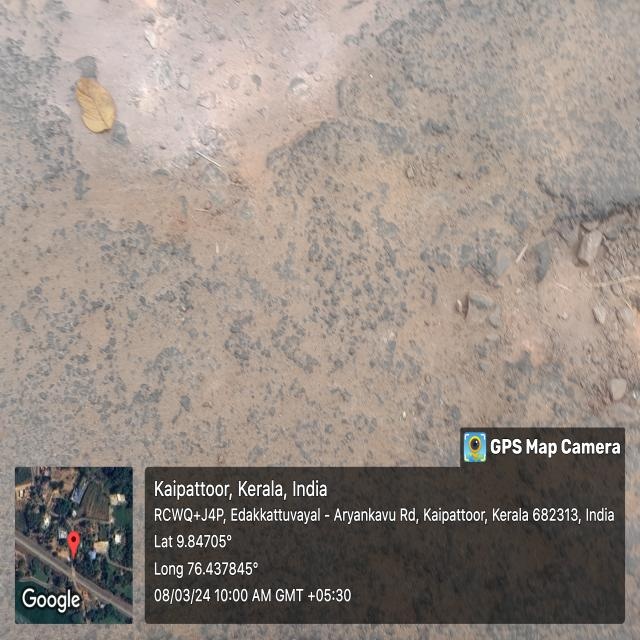 GPS Map Camera
Kaipattoor, Kerala, India
RCWQ+J4P, Edakkattuvayal - Aryankavu Rd, Kaipattoor, Kerala 682313, India
Lat 9.84705°
Long 76.437845°
08/03/24 10:00 AM GMT +05:30
Google